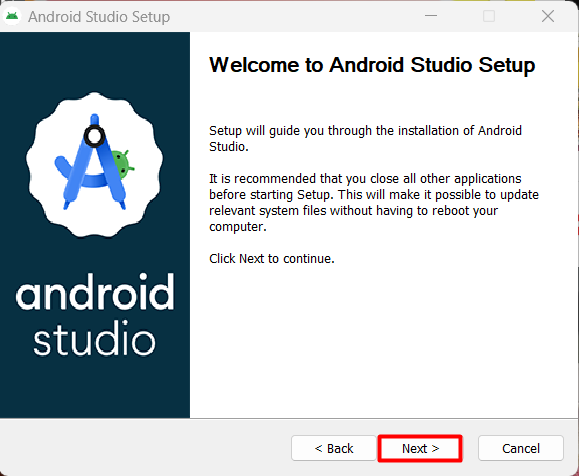 Android Studio Setup
Welcome to Android Studio Setup
Setup will guide you through the installation of Android
Studio.
It is recommended that you close all other applications
before starting Setup. This will make it possible to update
relevant system files without having to reboot your
computer.
Click Next to continue.
android
studio
< Back
Next >
Cancel